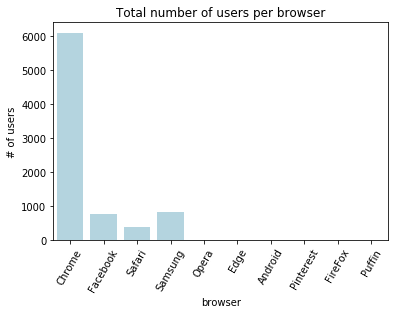 Total number of users per browser
# of users
6000
5000
4000
3000
2000
1000
0
Chrome
Facebook
Safari
Samsung
Opera
Edge
Android
Pinterest
FireFox
Puffin
browser